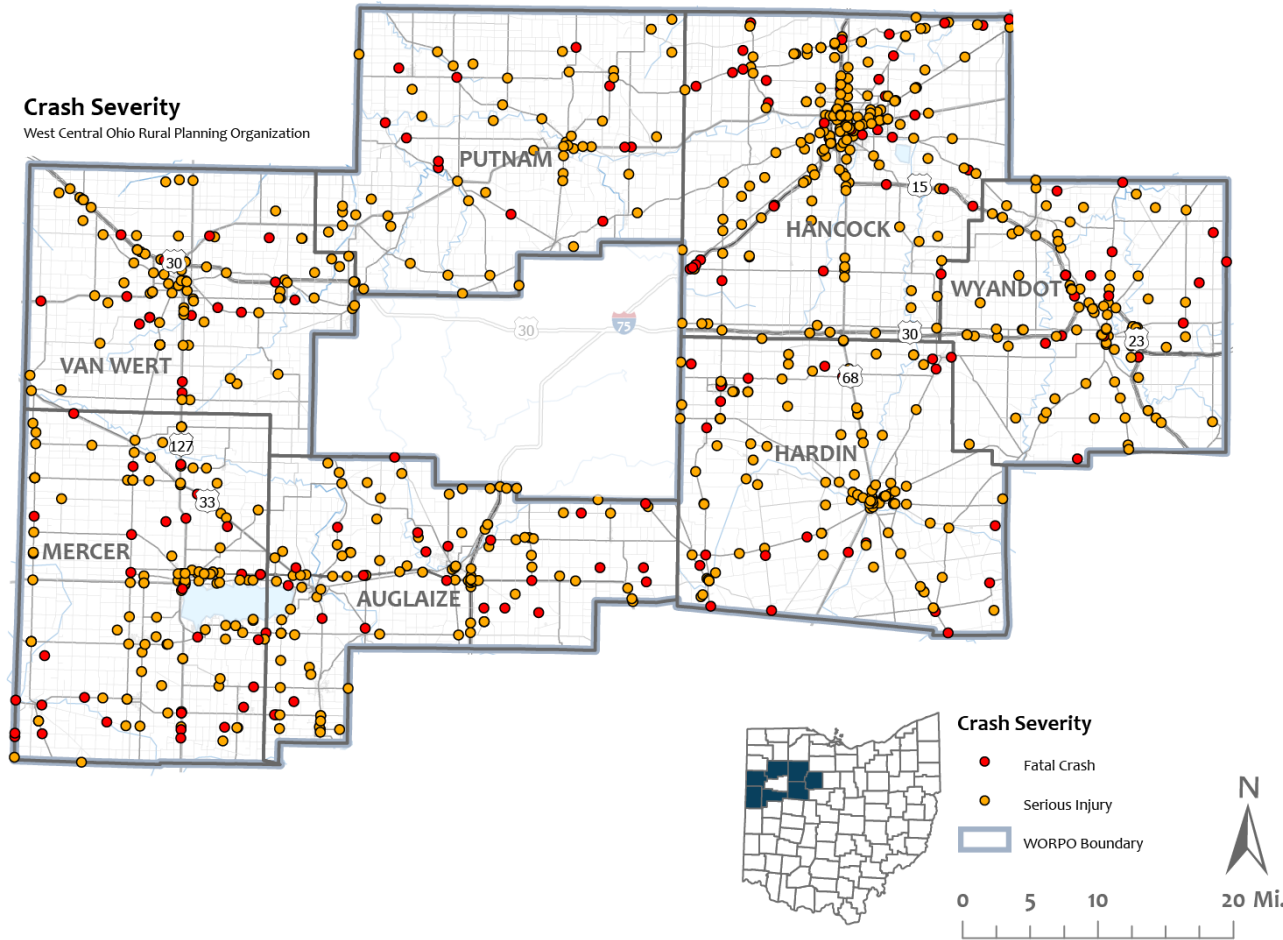 Crash Severity
West Central Ohio Rural Planning Organization
PUTNAM
15
HANCOCK
30
WYANDOT
30
75
30
23
VAN WERT
68
127
HARDIN
33
MERCER
AUGLAIZE
Crash Severity
Fatal Crash
Serious Injury
WORPO Boundary
N
0 5 10 20 Mi.